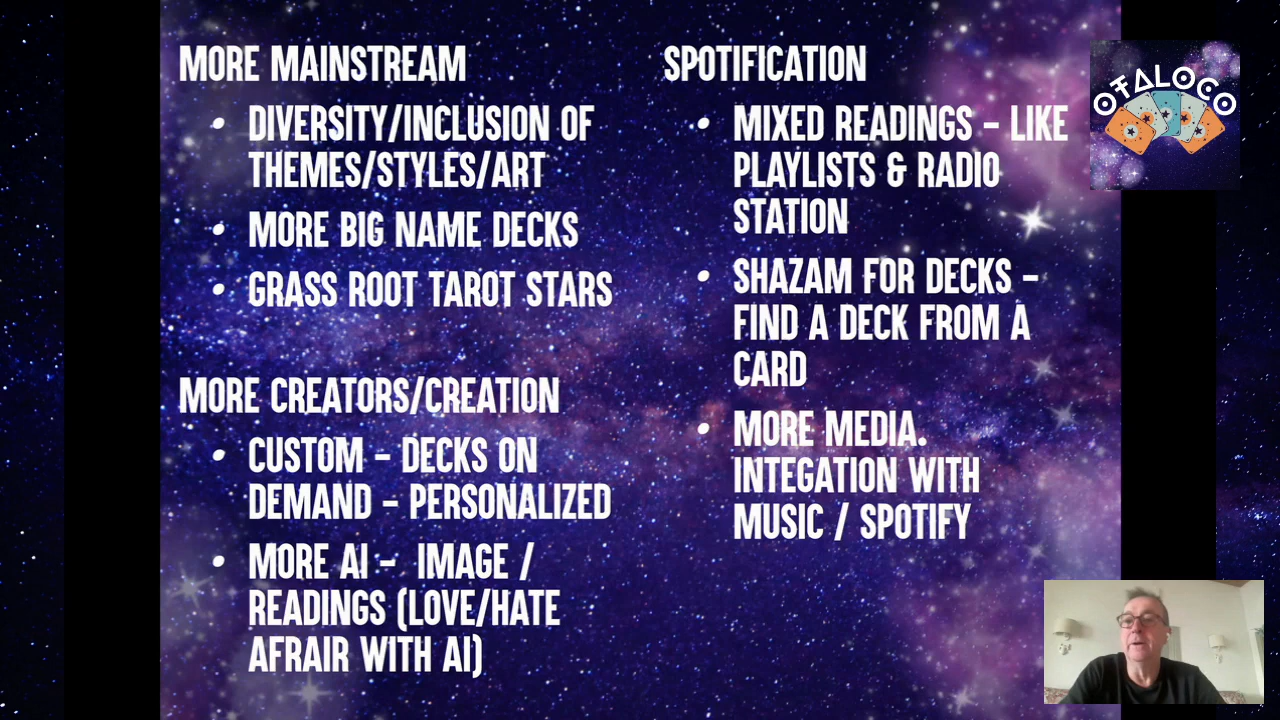 MORE MAINSTREAM
• DIVERSITY/INCLUSION OF
THEMES/STYLES/ART
• MORE BIG NAME DECKS
• GRASS ROOT TAROT STARS
MORE CREATORS/CREATION
• CUSTOM – DECKS ON
DEMAND – PERSONALIZED
• MORE AI – IMAGE /
READINGS (LOVE/HATE
AFRAIR WITH AI)
SPOTIFICATION
• MIXED READINGS – LIKE
PLAYLISTS & RADIO
STATION
• SHAZAM FOR DECKS –
FIND A DECK FROM A
CARD
• MORE MEDIA.
INTEGATION WITH
MUSIC / SPOTIFY
OTALOCO